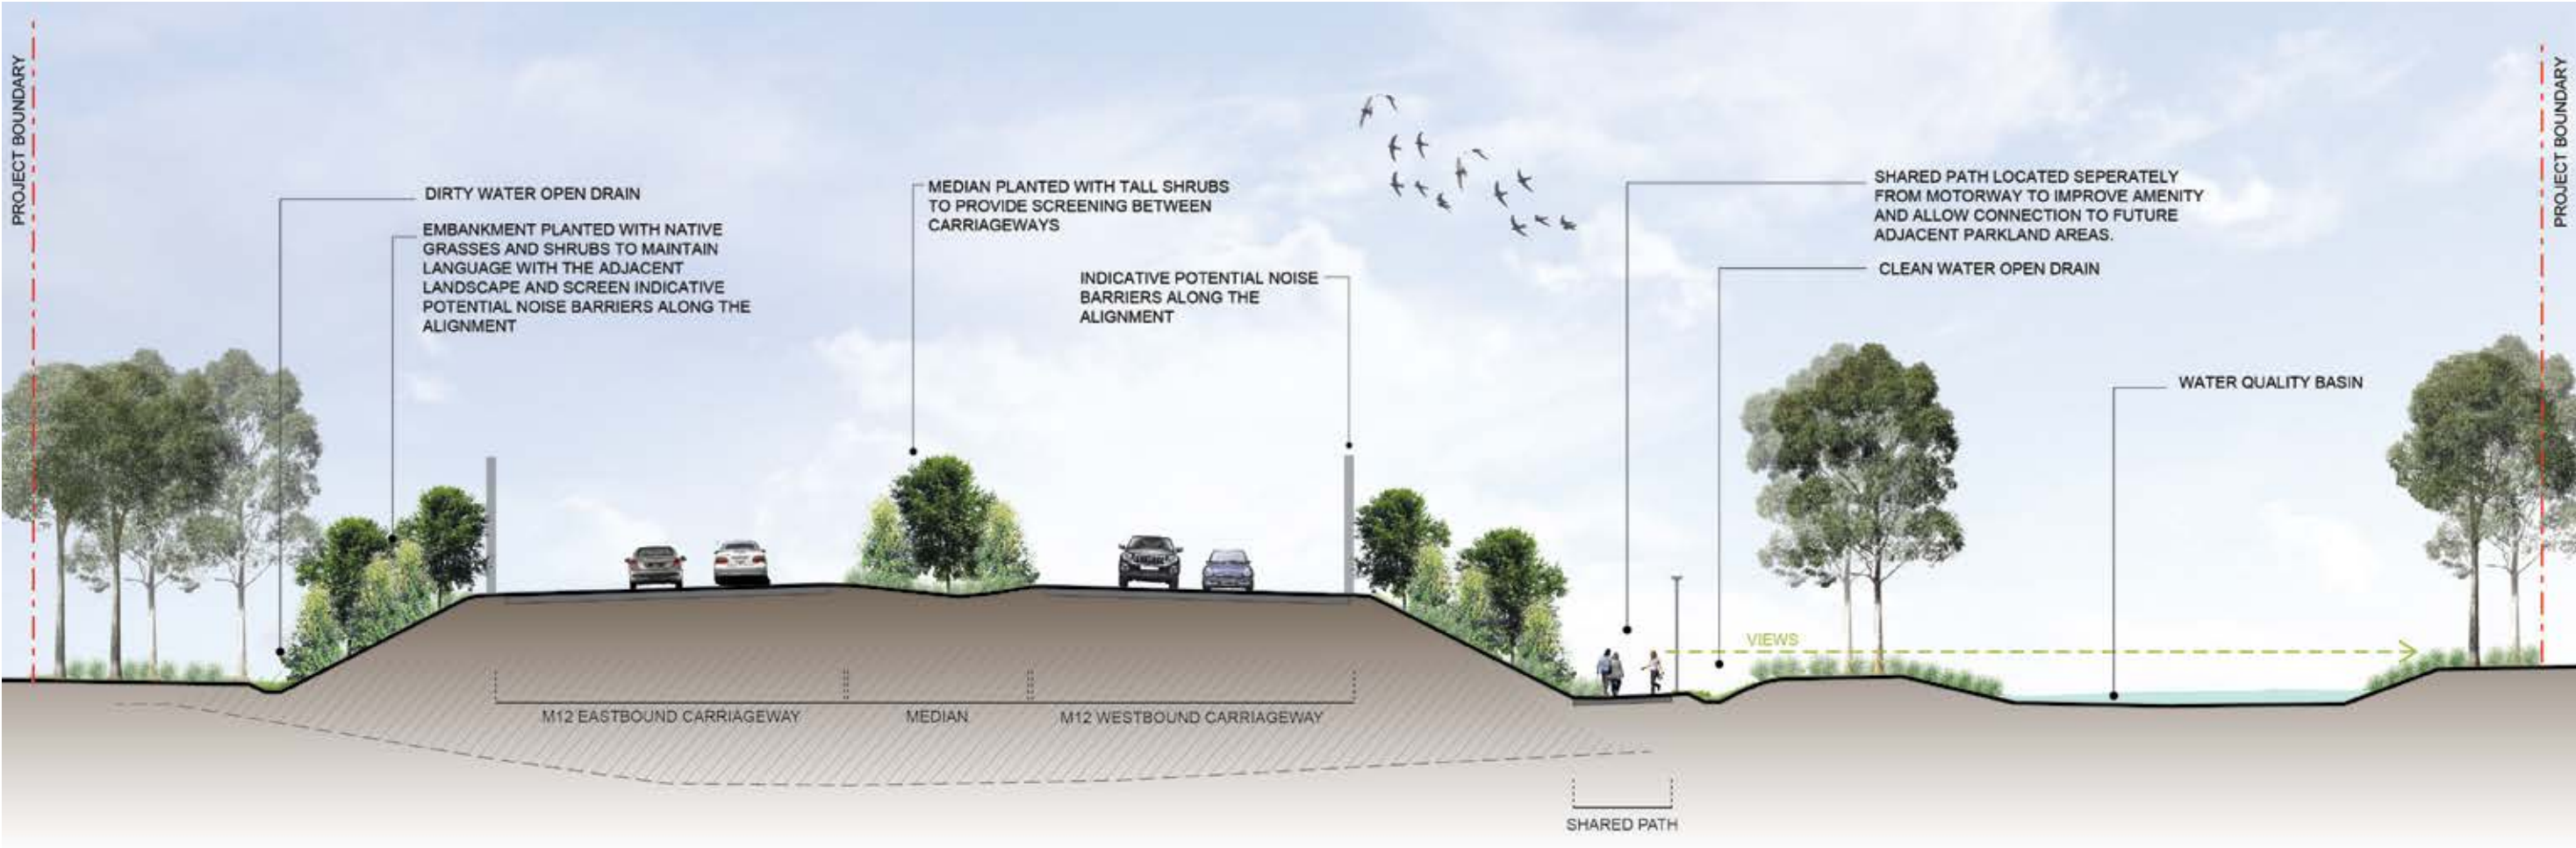 PROJECT BOUNDARY
DIRTY WATER OPEN DRAIN
EMBANKMENT PLANTED WITH NATIVE
GRASSES AND SHRUBS TO MAINTAIN
LANGUAGE WITH THE ADJACENT
LANDSCAPE AND SCREEN INDICATIVE
POTENTIAL NOISE BARRIERS ALONG THE
ALIGNMENT
MEDIAN PLANTED WITH TALL SHRUBS
TO PROVIDE SCREENING BETWEEN
CARRIAGEWAYS
INDICATIVE POTENTIAL NOISE
BARRIERS ALONG THE
ALIGNMENT
SHARED PATH LOCATED SEPERATELY
FROM MOTORWAY TO IMPROVE AMENITY
AND ALLOW CONNECTION TO FUTURE
ADJACENT PARKLAND AREAS.
CLEAN WATER OPEN DRAIN
WATER QUALITY BASIN
PROJECT BOUNDARY
VIEWS
M12 EASTBOUND CARRIAGEWAY
MEDIAN
M12 WESTBOUND CARRIAGEWAY
SHARED PATH